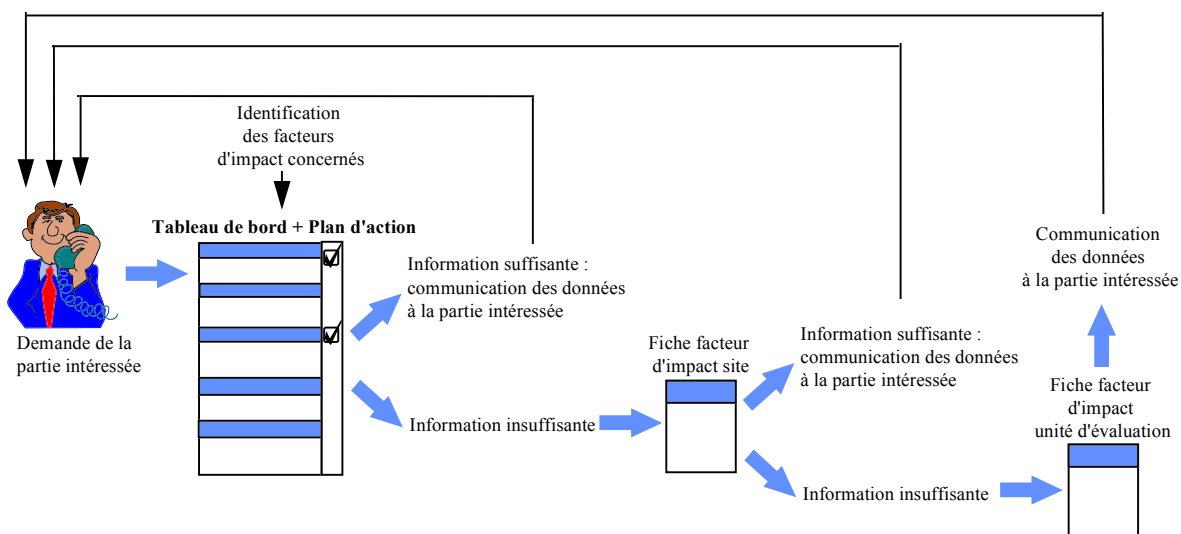 Identification
des facteurs
d'impact concernés
Tableau de bord + Plan d'action
Demande de la
partie intéressée
Information suffisante :
communication des données
à la partie intéressée
Information insuffisante
Fiche facteur
d'impact site
Information suffisante :
communication des données
à la partie intéressée
Information insuffisante
Communication
des données
à la partie intéressée
Fiche facteur
d'impact
unité d'évaluation